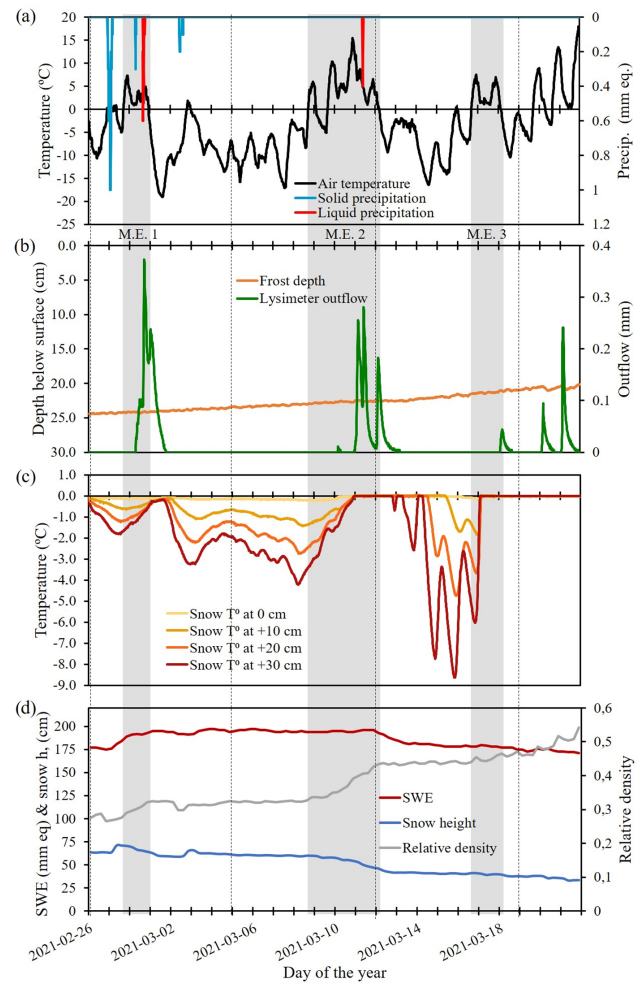 (a)
20
15
10
5
0
-5
-10
-15
-20
-25
Temperature (ºC)
0
0.2
0.4
0.6
0.8
1
1.2
Precip. (mm eq.)
Air temperature
Solid precipitation
Liquid precipitation
M.E. 1 M.E. 2 M.E. 3
(b)
0.0
5.0
10.0
15.0
20.0
25.0
30.0
Depth below surface (cm)
0.4
0.3
0.2
0.1
0
Outflow (mm)
Frost depth
Lysimeter outflow
(c)
1.0
0.0
-1.0
-2.0
-3.0
-4.0
-5.0
-6.0
-7.0
-8.0
-9.0
Temperature (ºC)
Snow Tº at 0 cm
Snow Tº at +10 cm
Snow Tº at +20 cm
Snow Tº at +30 cm
(d)
200
175
150
125
100
75
50
25
0
SWE (mm eq) & snow h, (cm)
0,6
0,5
0,4
0,3
0,2
0,1
0
Relative density
SWE
Snow height
Relative density
2021-02-26 2021-03-02 2021-03-06 2021-03-10 2021-03-14 2021-03-18
Day of the year